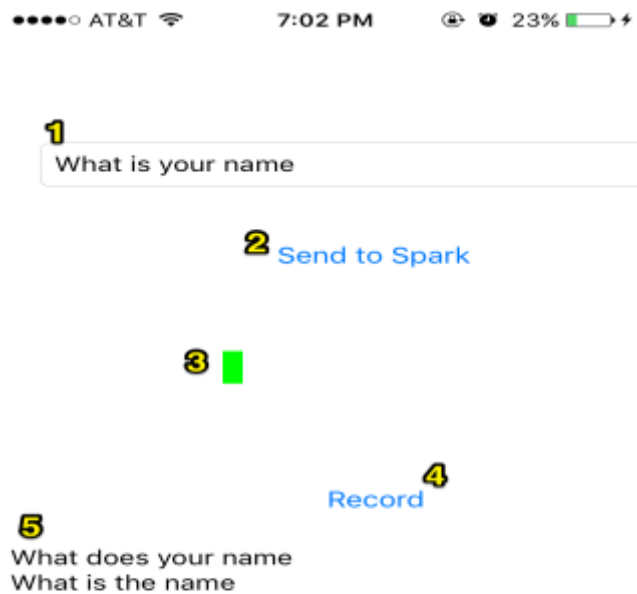 AT&T 7:02 PM 23%
1
What is your name
2 Send to Spark
3
4
Record
5
What does your name
What is the name